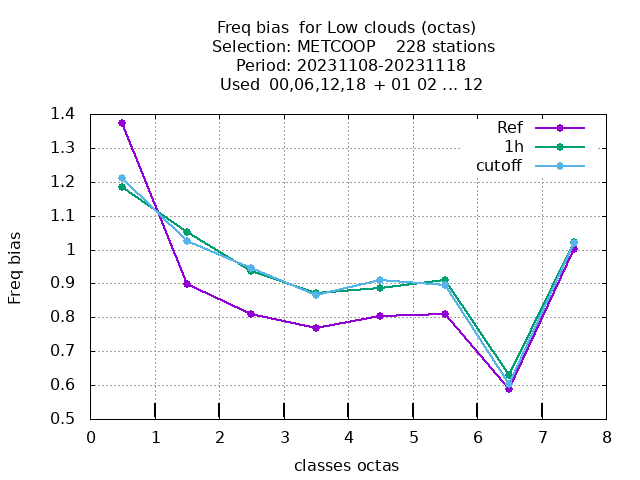 Freq bias  for Low clouds (octas)
Selection: METCOOP    228 stations
Period: 20231108-20231118
Used  00,06,12,18  + 01 02 ... 12
Ref
1h
cutoff
1.4
1.3
1.2
1.1
1
0.9
0.8
0.7
0.6
0.5
Freq bias
0 1 2 3 4 5 6 7 8
classes octas